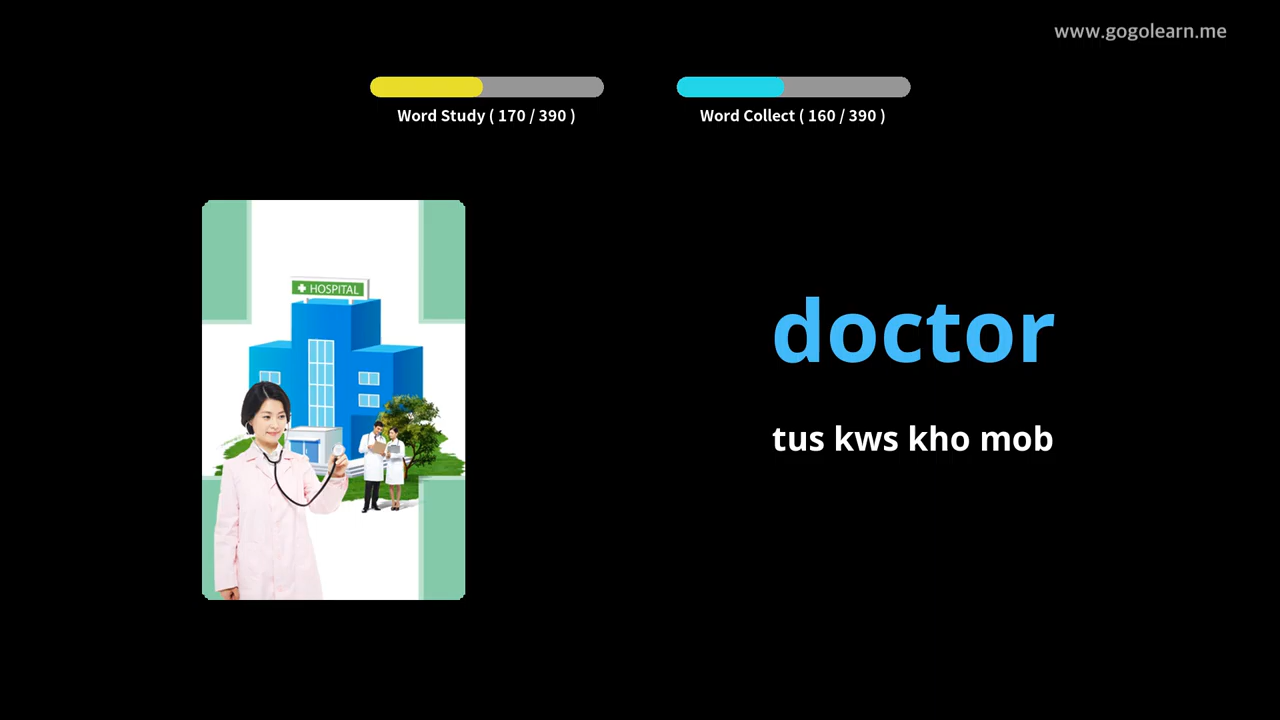 www.gogolearn.me
Word Study ( 170 / 390 )
Word Collect ( 160 / 390 )
HOSPITAL
doctor
tus kws kho mob